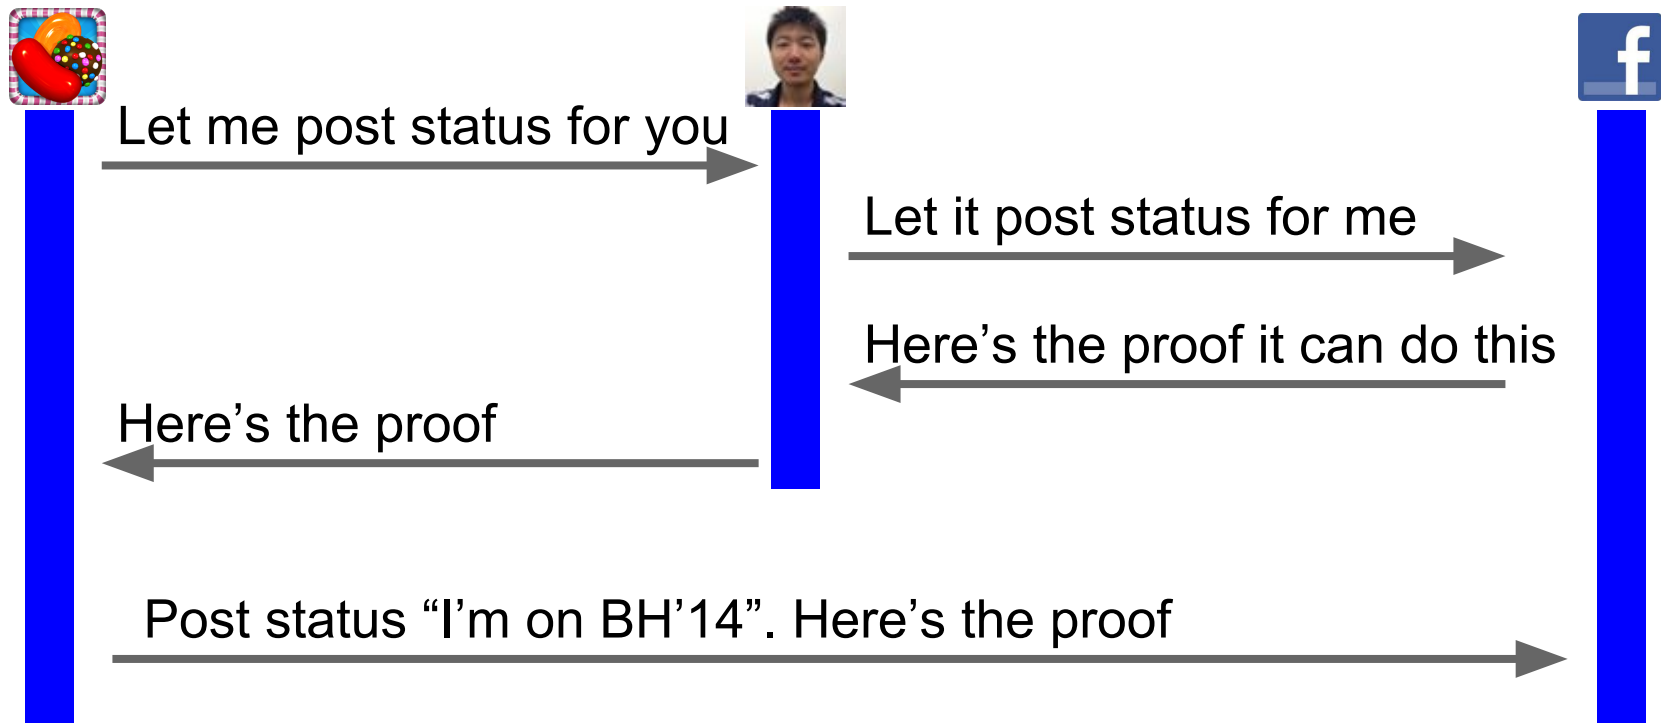 Let me post status for you
Let it post status for me
Here’s the proof it can do this
Here’s the proof
Post status “I’m on BH’14”. Here’s the proof